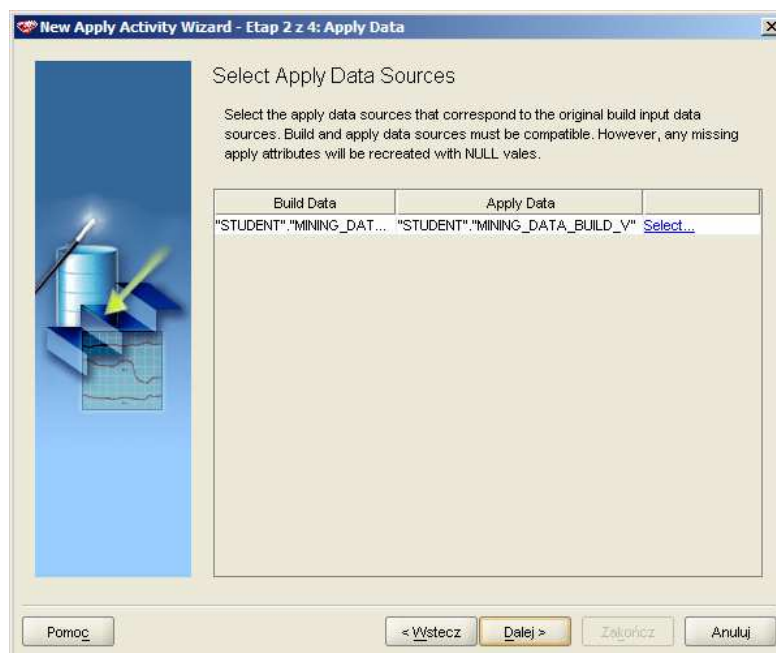 New Apply Activity Wizard - Etap 2 z 4: Apply Data
Select Apply Data Sources
Select the apply data sources that correspond to the original build input data
sources. Build and apply data sources must be compatible. However, any missing
apply attributes will be recreated with NULL vales.
Build Data Apply Data
"STUDENT"."MINING_DAT... "STUDENT"."MINING_DATA_BUILD_V" Select...
Pomoc < Wstecz Dalej > Zakończ Anuluj